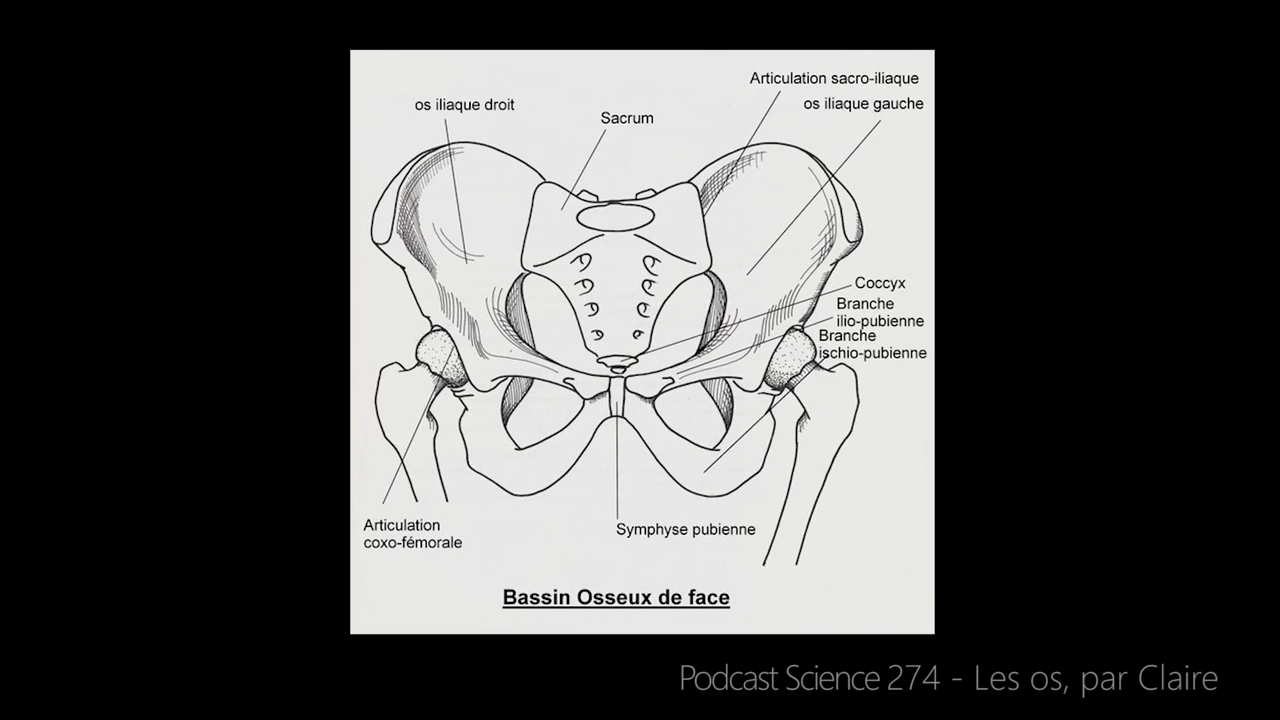 Articulation sacro-iliaque
os iliaque droit
os iliaque gauche
Sacrum
Coccyx
Branche
ilio-pubienne
Branche
ischio-pubienne
Articulation
coxo-fémorale
Symphyse pubienne
Bassin Osseux de face
Podcast Science 274 - Les os, par Claire